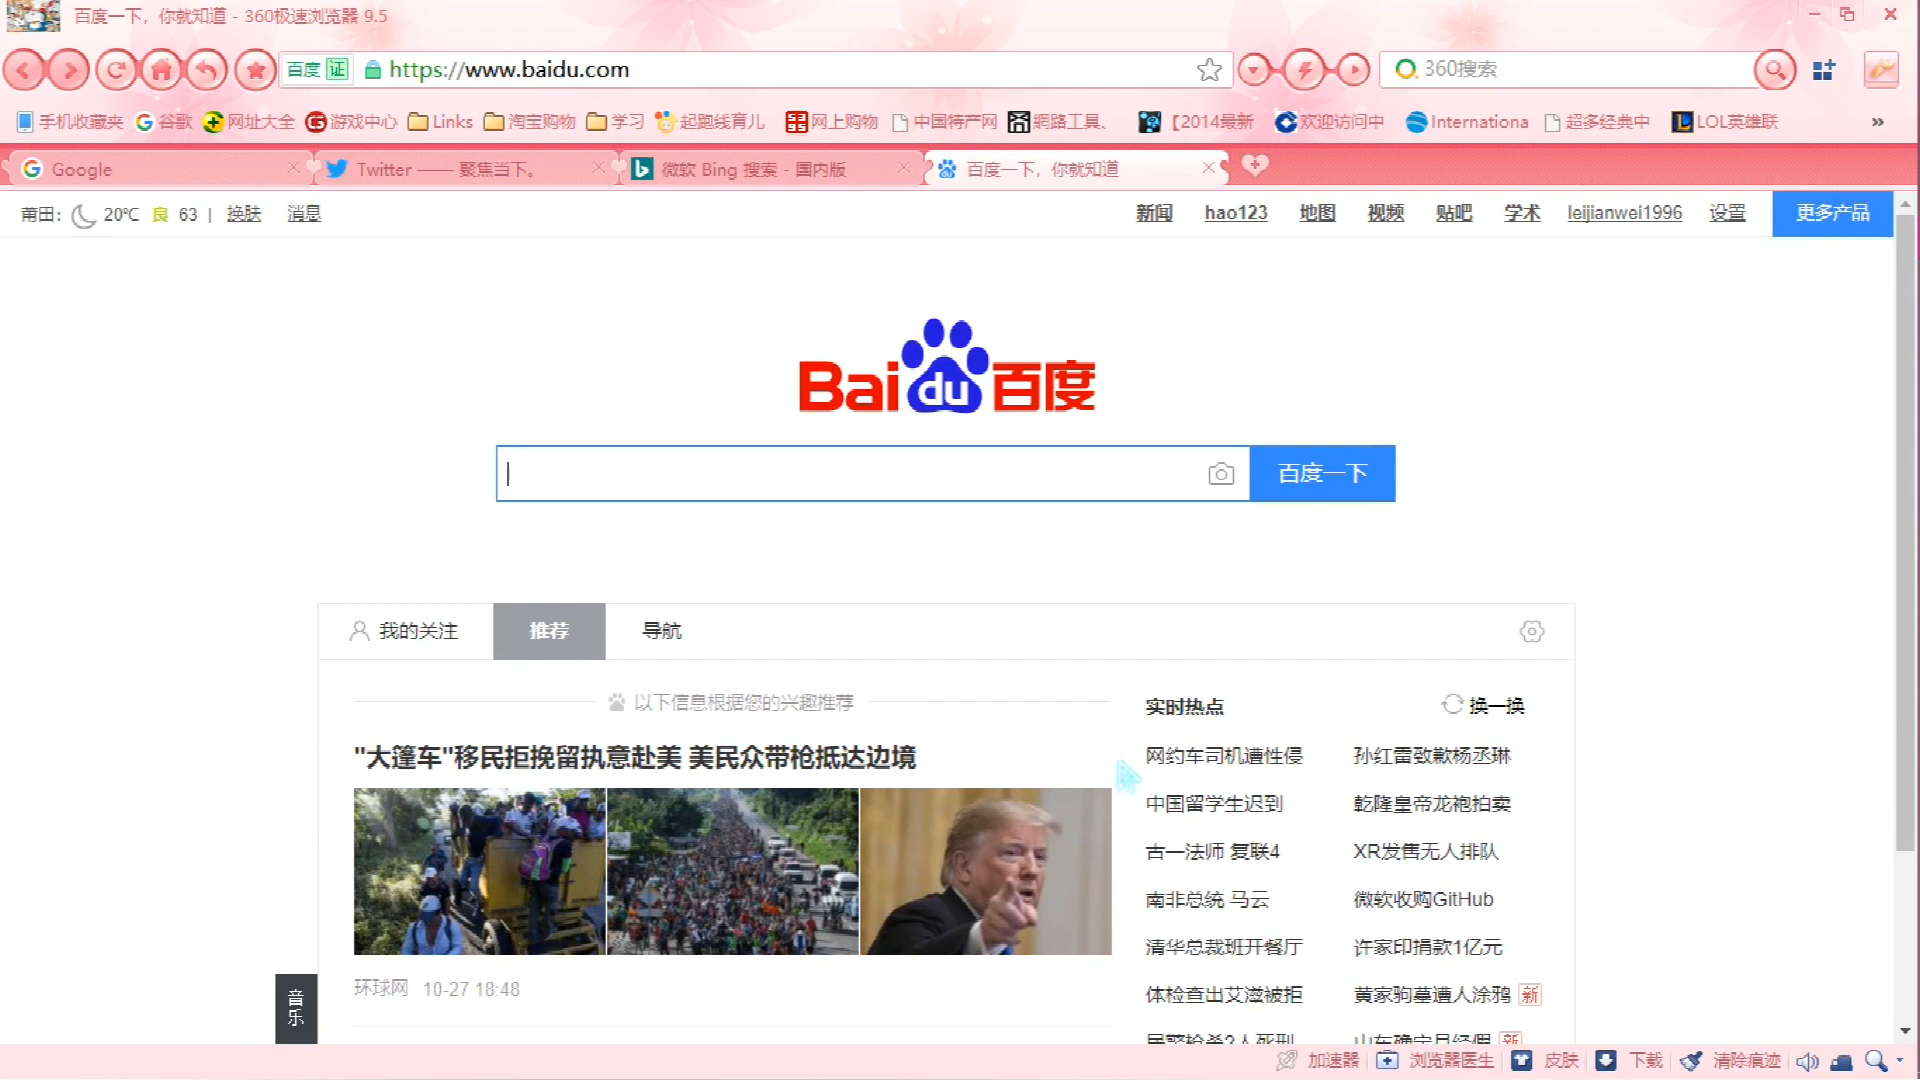 百度一下，你就知道 - 360极速浏览器 9.5
百度 证 https://www.baidu.com 360搜索
手机收藏夹 谷歌 网址大全 游戏中心 Links 淘宝购物 学习 起跑线育儿 网上购物 中国特产网 網路工具、 【2014最新 欢迎访问中 Internationa 超多经典中 LOL英雄联 »
Google Twitter —— 聚焦当下。 微软 Bing 搜索 - 国内版 百度一下，你就知道
莆田: 20℃ 良 63 | 换肤 消息 新闻 hao123 地图 视频 贴吧 学术 leijianwei1996 设置 更多产品
Bai du 百度
百度一下
我的关注 推荐 导航
以下信息根据您的兴趣推荐 实时热点 换一换
"大篷车"移民拒挽留执意赴美 美民众带枪抵达边境
网约车司机遭性侵 孙红雷致歉杨丞琳
中国留学生迟到 乾隆皇帝龙袍拍卖
古一法师 复联4 XR发售无人排队
南非总统 马云 微软收购GitHub
清华总裁班开餐厅 许家印捐款1亿元
环球网 10-27 18:48
体检查出艾滋被拒 黄家驹墓遭人涂鸦 新
音乐
民警枪杀2人死刑 新
加速器 浏览器医生 皮肤 下载 清除痕迹